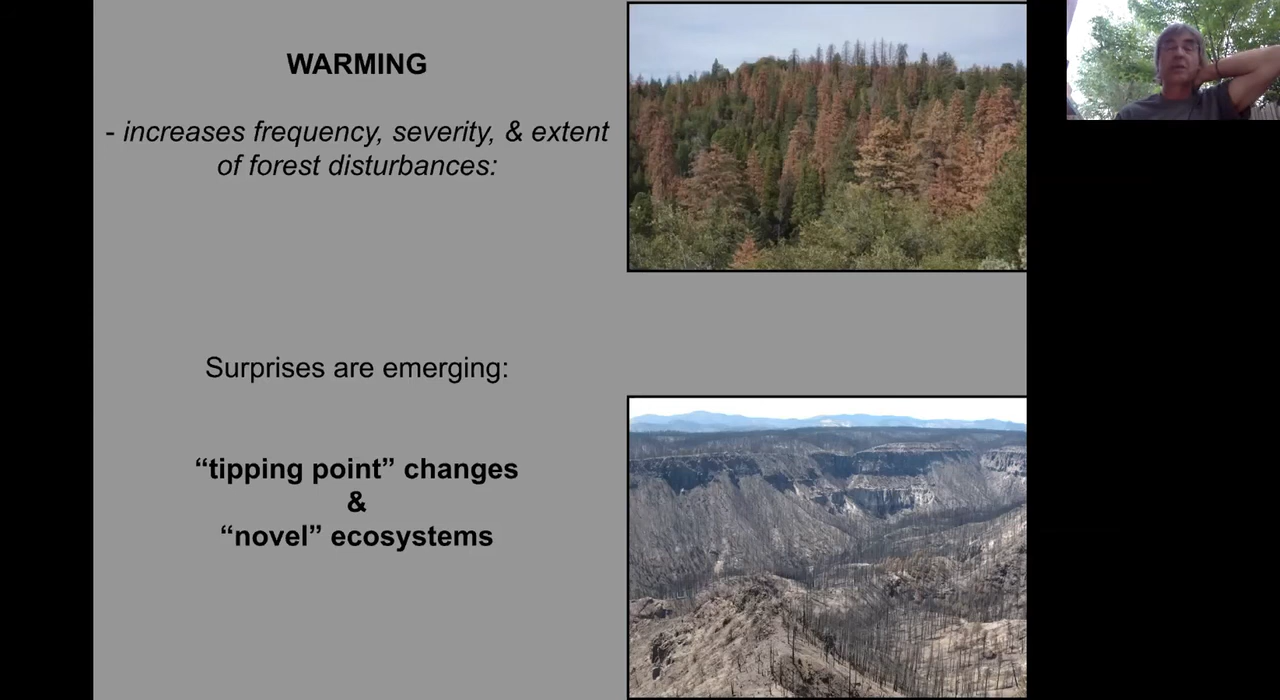 WARMING
- increases frequency, severity, & extent
of forest disturbances:
Surprises are emerging:
“tipping point” changes
&
“novel” ecosystems